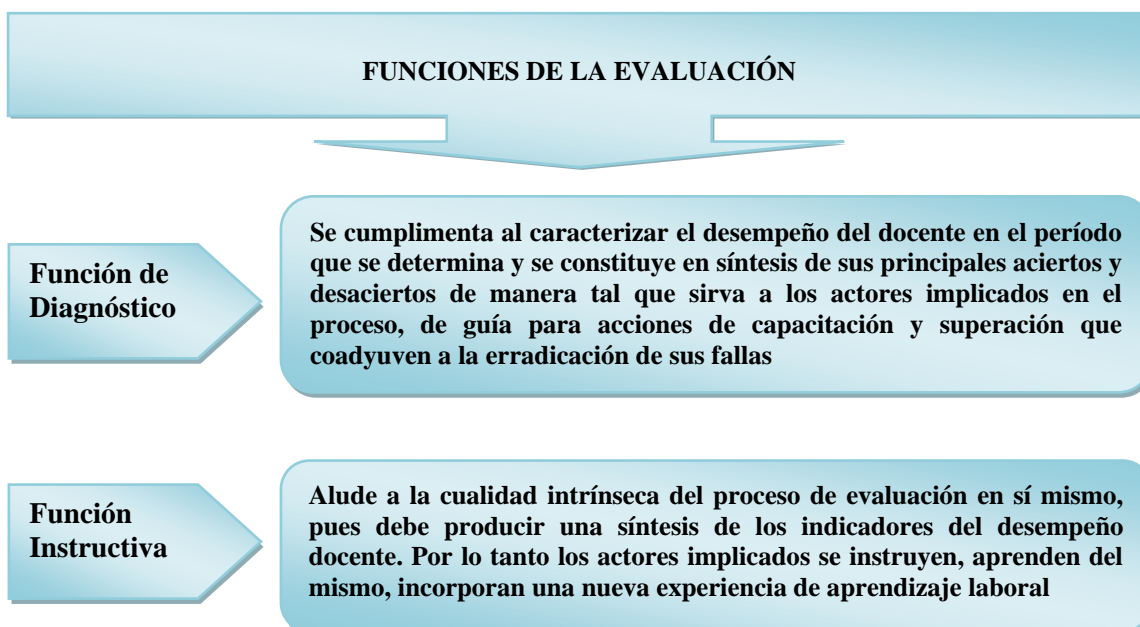 FUNCIONES DE LA EVALUACIÓN
Función de
Diagnóstico
Se cumplimenta al caracterizar el desempeño del docente en el período
que se determina y se constituye en síntesis de sus principales aciertos y
desaciertos de manera tal que sirva a los actores implicados en el
proceso, de guía para acciones de capacitación y superación que
coadyuven a la erradicación de sus fallas
Función
Instructiva
Alude a la cualidad intrínseca del proceso de evaluación en sí mismo,
pues debe producir una síntesis de los indicadores del desempeño
docente. Por lo tanto los actores implicados se instruyen, aprenden del
mismo, incorporan una nueva experiencia de aprendizaje laboral